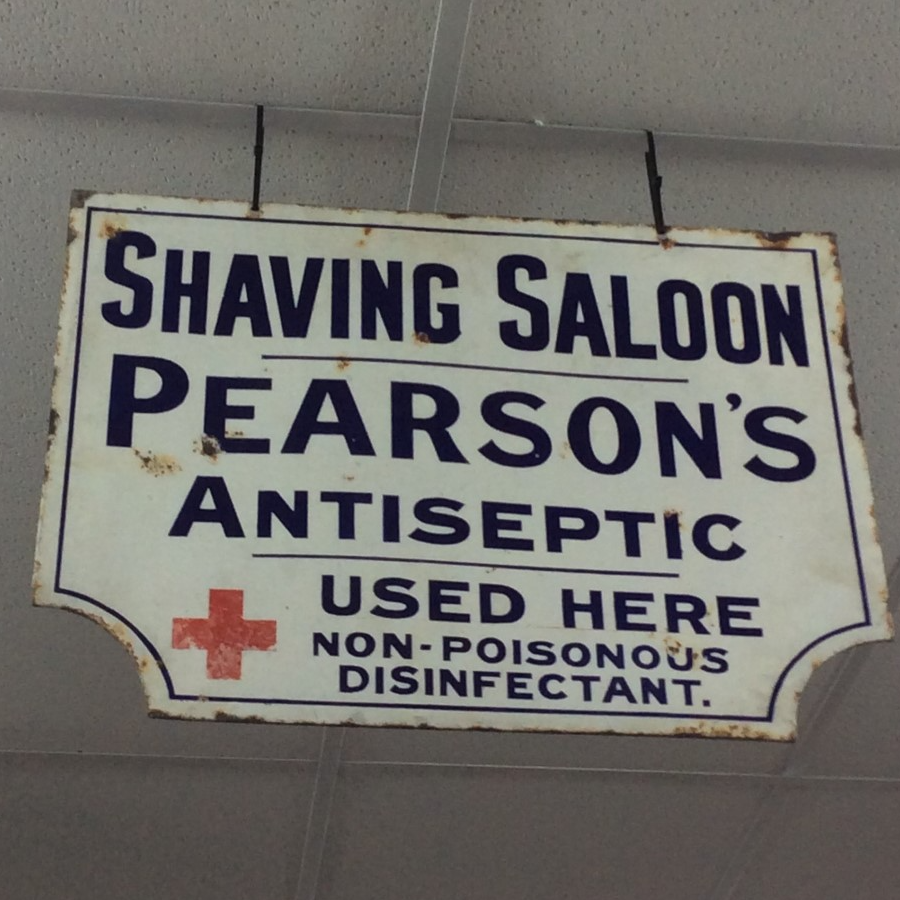 SHAVING SALOON
PEARSON'S
ANTISEPTIC
USED HERE
NON-POISONOUS
DISINFECTANT.